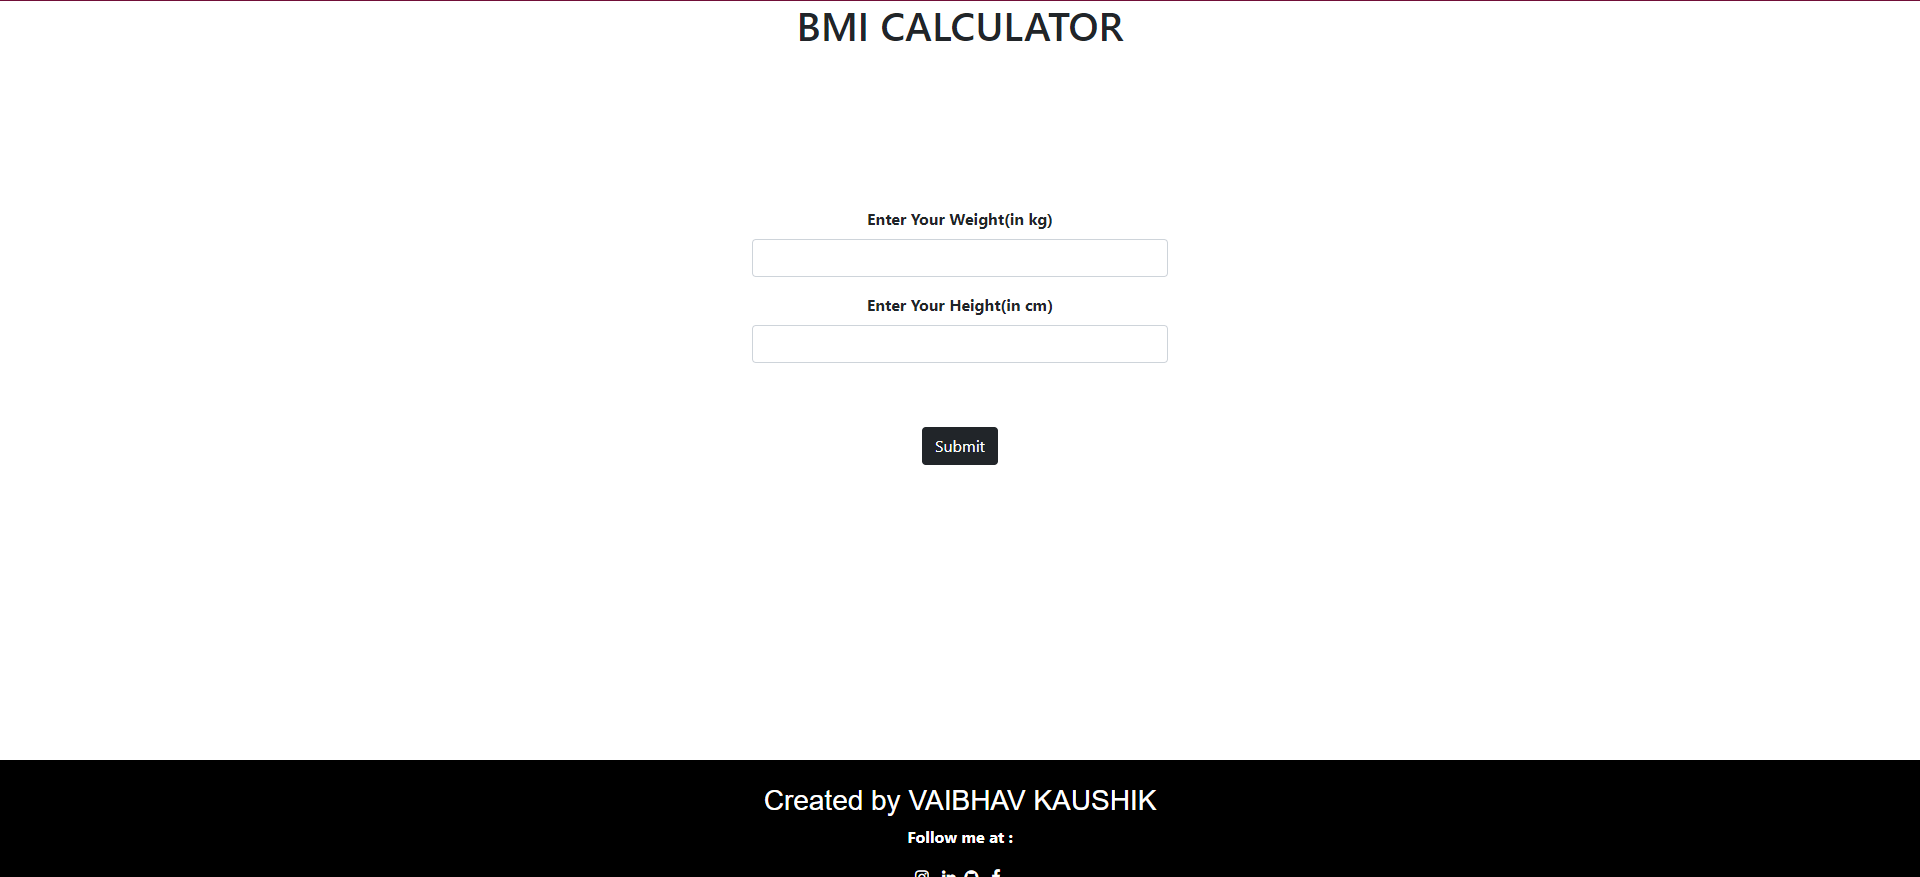 BMI CALCULATOR
Enter Your Weight(in kg)
Enter Your Height(in cm)
Submit
Created by VAIBHAV KAUSHIK
Follow me at :